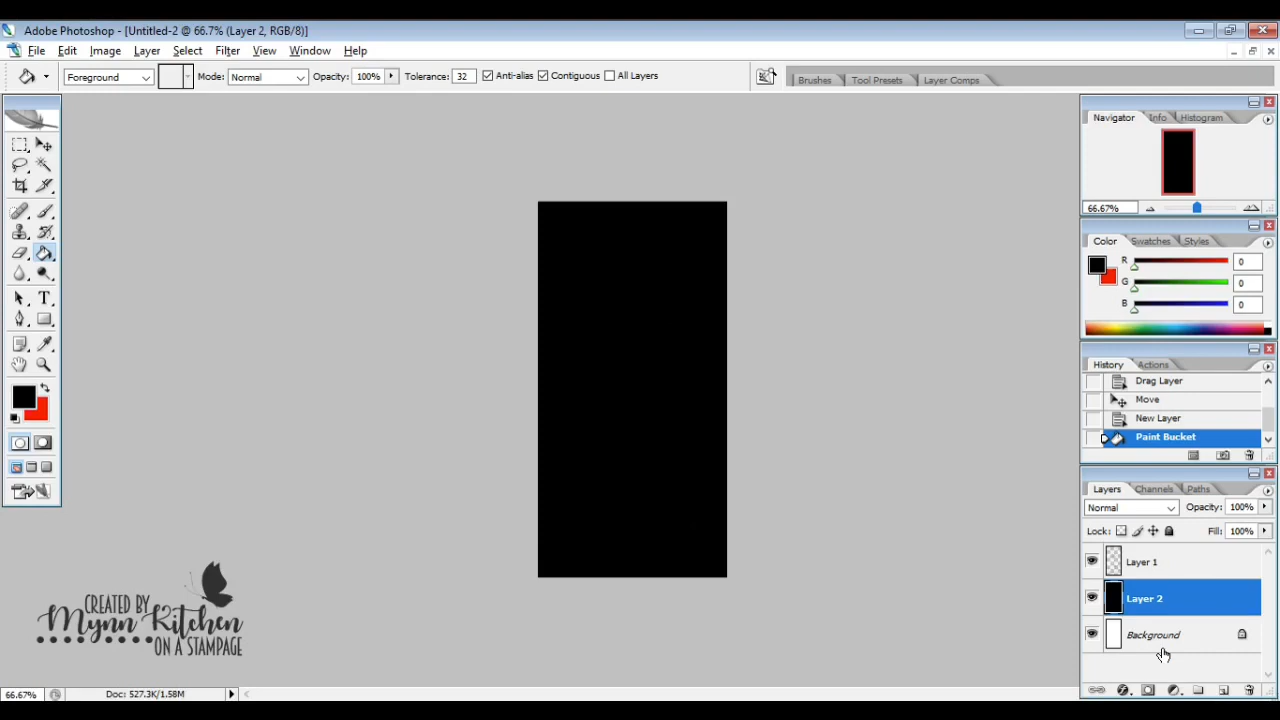 Adobe Photoshop - [Untitled-2 @ 66.7% (Layer 2, RGB/8)]
File Edit Image Layer Select Filter View Window Help
Foreground Mode: Normal Opacity: 100% Tolerance: 32 Anti-alias Contiguous All Layers Brushes Tool Presets Layer Comps
Navigator Info Histogram
66.67%
Color Swatches Styles
R 0
G 0
B 0
History Actions
Drag Layer
Move
New Layer
Paint Bucket
Layers Channels Paths
Normal Opacity: 100%
Lock: Fill: 100%
Layer 1
Layer 2
Background
CREATED BY
Mynn Kitchen
ON A STAMPAGE
66.67% Doc: 527.3K/1.58M